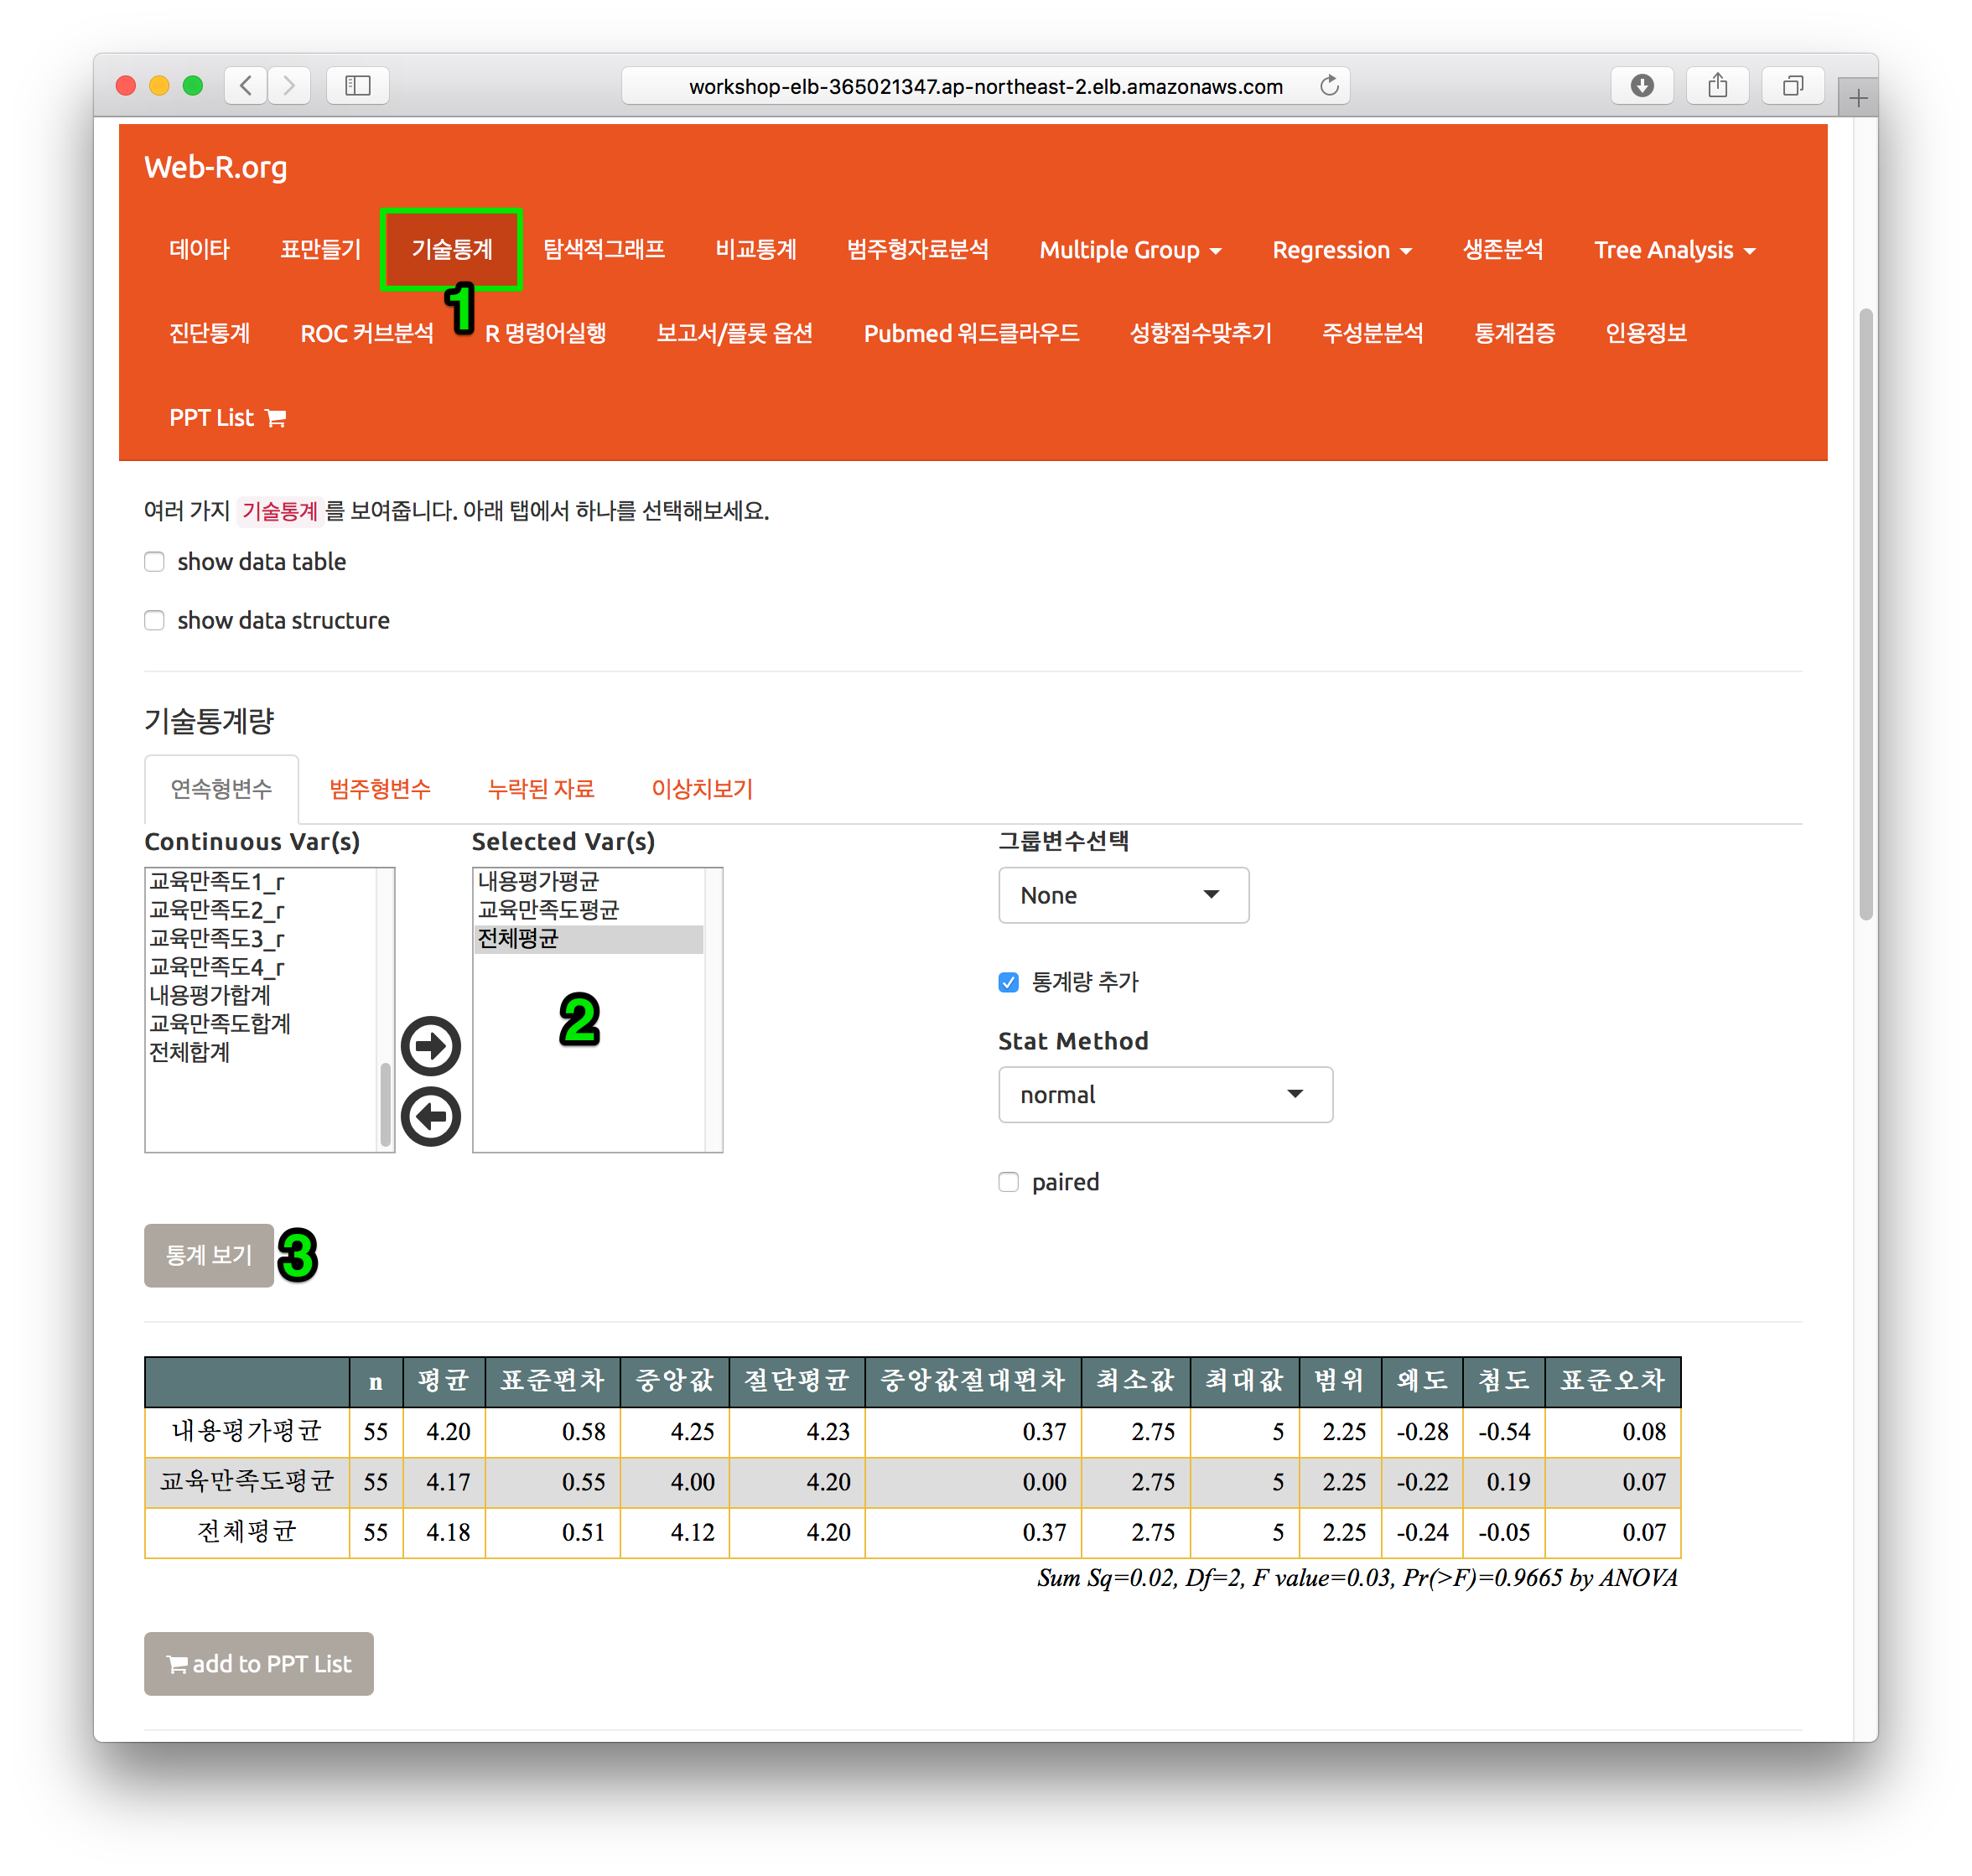 workshop-elb-365021347.ap-northeast-2.elb.amazonaws.com
Web-R.org
데이타 표만들기 기술통계 탐색적그래프 비교통계 범주형자료분석 Multiple Group Regression 생존분석 Tree Analysis
1
진단통계 ROC 커브분석 R 명령어실행 보고서/플롯 옵션 Pubmed 워드클라우드 성향점수맞추기 주성분분석 통계검증 인용정보
PPT List
여러 가지 기술통계 를 보여줍니다. 아래 탭에서 하나를 선택해보세요.
show data table
show data structure
기술통계량
연속형변수 범주형변수 누락된 자료 이상치보기
Continuous Var(s) Selected Var(s) 그룹변수선택
교육만족도1_r
교육만족도2_r
교육만족도3_r
교육만족도4_r
내용평가합계
교육만족도합계
전체합계
내용평가평균
교육만족도평균
전체평균
2
None
통계량 추가
Stat Method
normal
paired
통계 보기 3
n 평균 표준편차 중앙값 절단평균 중앙값절대편차 최소값 최대값 범위 왜도 첨도 표준오차
내용평가평균 55 4.20 0.58 4.25 4.23 0.37 2.75 5 2.25 -0.28 -0.54 0.08
교육만족도평균 55 4.17 0.55 4.00 4.20 0.00 2.75 5 2.25 -0.22 0.19 0.07
전체평균 55 4.18 0.51 4.12 4.20 0.37 2.75 5 2.25 -0.24 -0.05 0.07
Sum Sq=0.02, Df=2, F value=0.03, Pr(>F)=0.9665 by ANOVA
add to PPT List